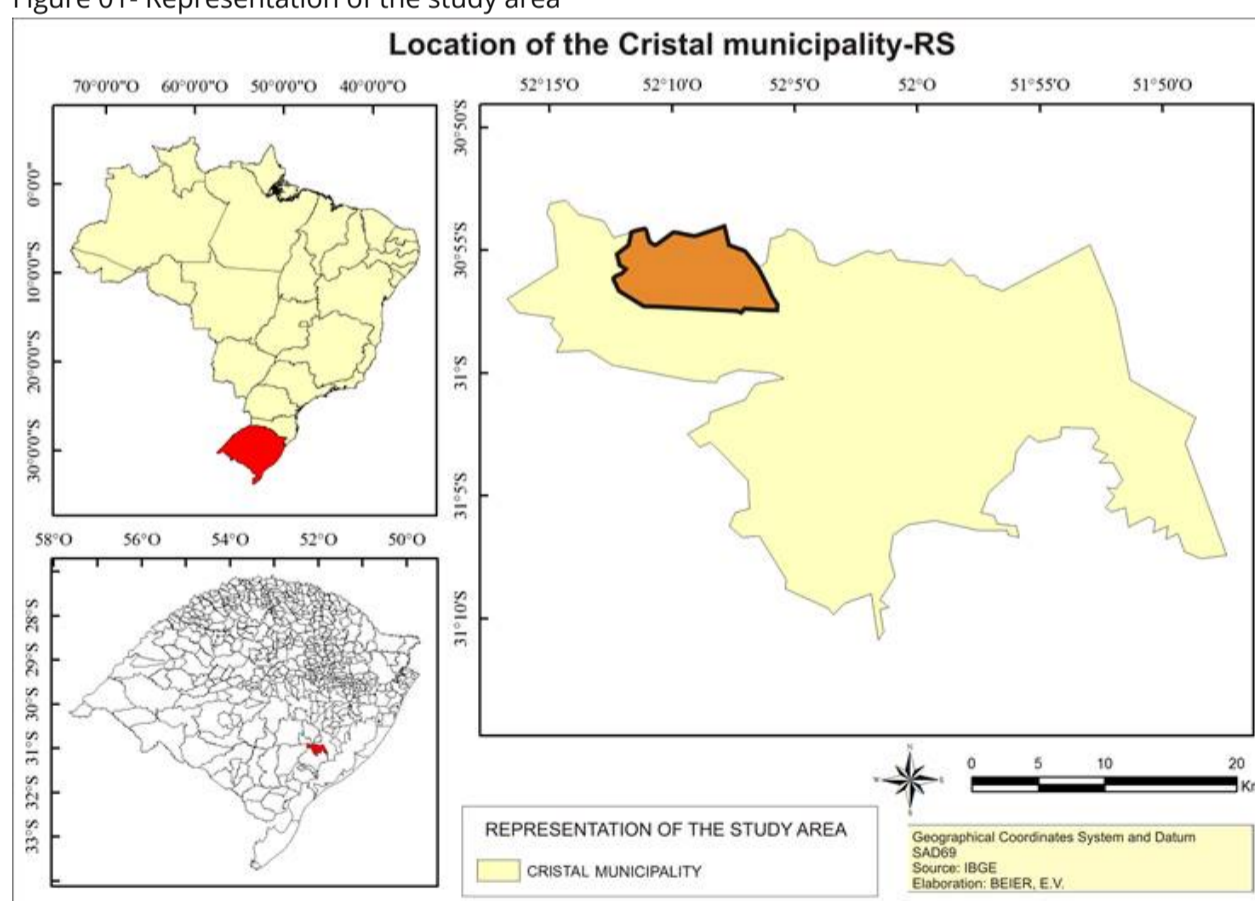 Figure 01- Representation of the study area
Location of the Cristal municipality-RS
70°0'0"O 60°0'0"O 50°0'0"O 40°0'0"O
0°0'0"
10°0'0"S
20°0'0"S
30°0'0"S
58°O 56°O 54°O 52°O 50°O
28°S
29°S
30°S
31°S
32°S
33°S
52°15'O 52°10'O 52°5'O 52°O 51°55'O 51°50'O
30°50'S
30°55'S
31°S
31°5'S
31°10'S
N
W E
S
0 5 10 20
REPRESENTATION OF THE STUDY AREA
CRISTAL MUNICIPALITY
Geographical Coordinates System and Datum
SAD69
Source: IBGE
Elaboration: BEIER, E.V.